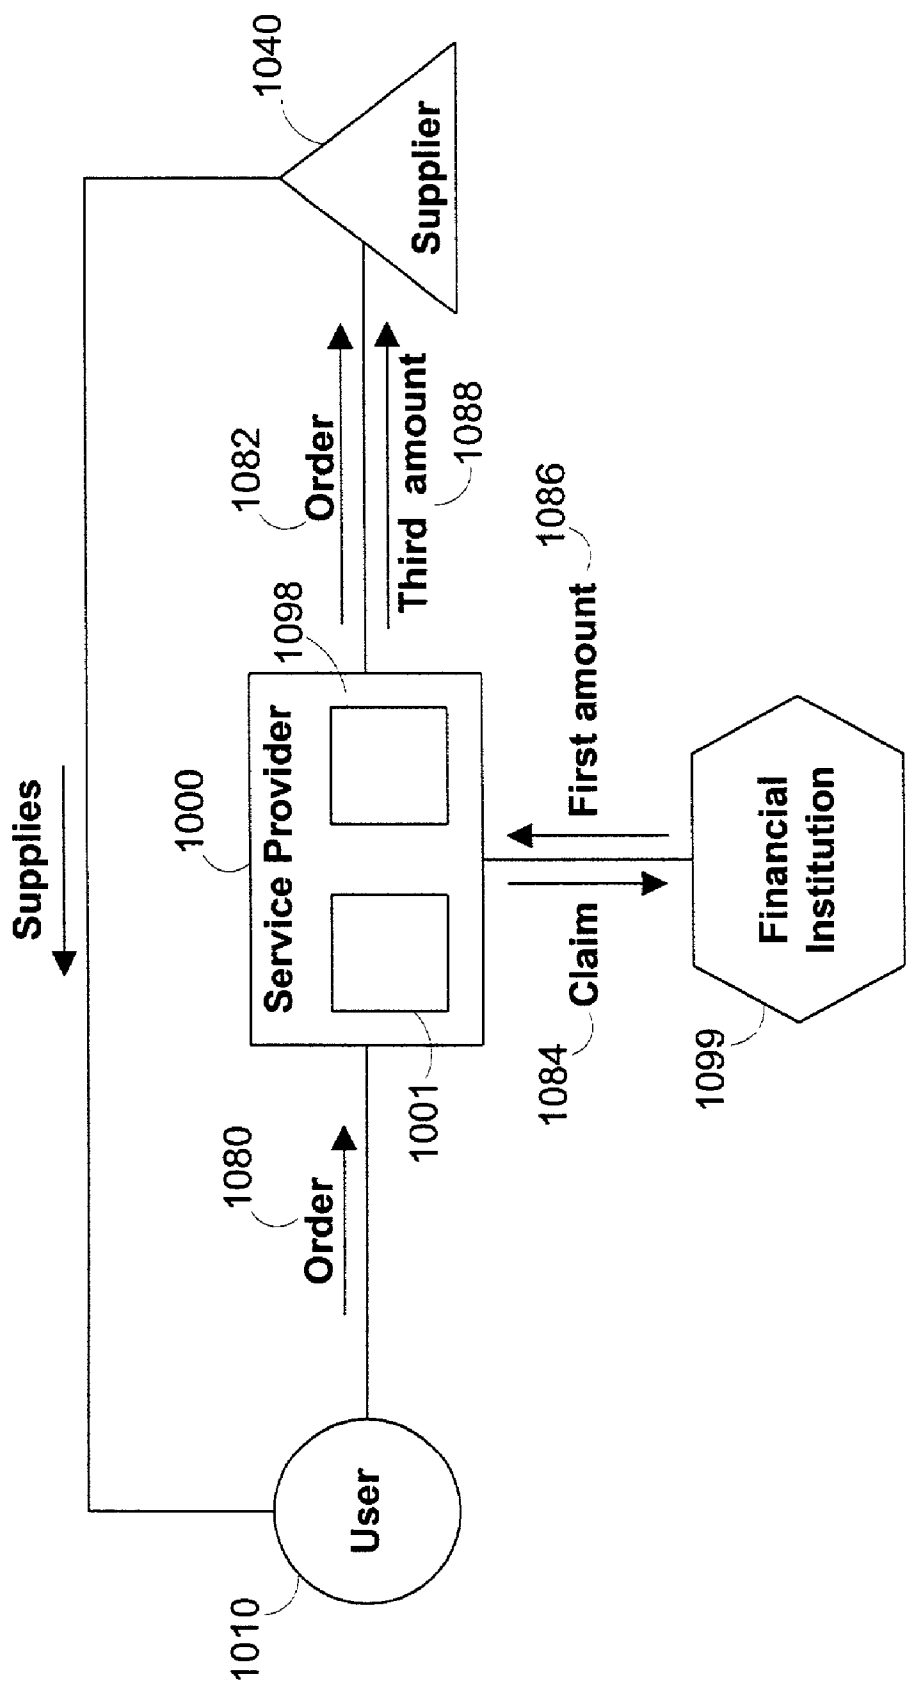 Supplies
1000
1082
1040
1080
Order
Service Provider
1098
Order
Third amount
1088
Supplier
1010
User
1001
1084
Claim
First amount
1086
1099
Financial
Institution